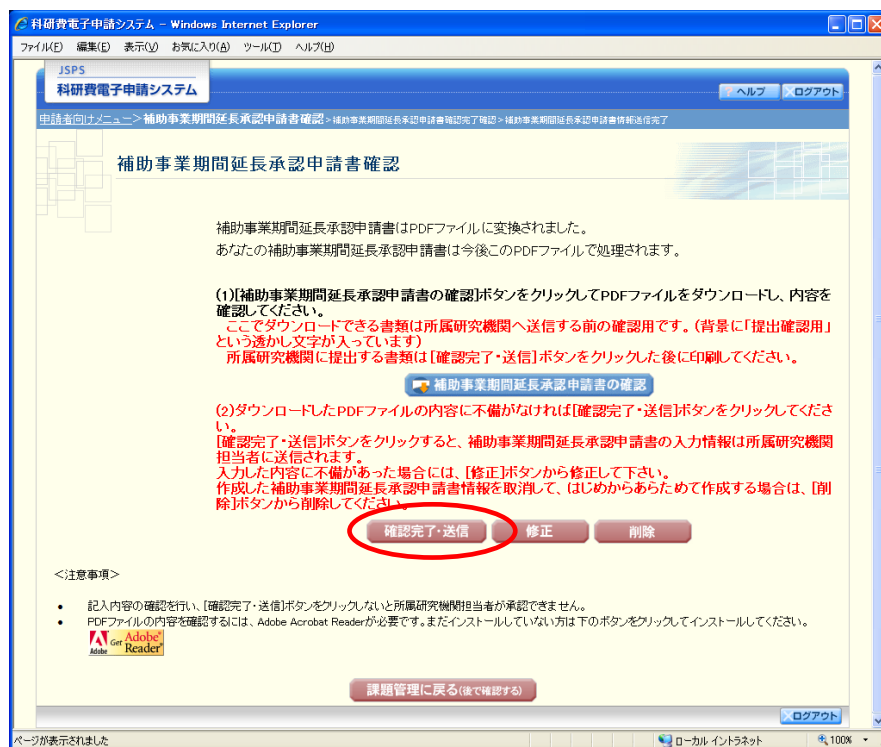 科研費電子申請システム - Windows Internet Explorer
ファイル(F) 編集(E) 表示(V) お気に入り(A) ツール(T) ヘルプ(H)
JSPS
科研費電子申請システム
? ヘルプ ログアウト
申請者向けメニュー>補助事業期間延長承認申請書確認>補助事業期間延長承認申請書確認完了確認>補助事業期間延長承認申請書情報送信完了
補助事業期間延長承認申請書確認
補助事業期間延長承認申請書はPDFファイルに変換されました。
あなたの補助事業期間延長承認申請書は今後このPDFファイルで処理されます。
(1)[補助事業期間延長承認申請書の確認]ボタンをクリックしてPDFファイルをダウンロードし、内容を
確認してください。
ここでダウンロードできる書類は所属研究機関へ送信する前の確認用です。(背景に「提出確認用」
という透かし文字が入っています)
所属研究機関に提出する書類は[確認完了・送信]ボタンをクリックした後に印刷してください。
補助事業期間延長承認申請書の確認
(2)ダウンロードしたPDFファイルの内容に不備がなければ[確認完了・送信]ボタンをクリックしてくださ
い。
[確認完了・送信]ボタンをクリックすると、補助事業期間延長承認申請書の入力情報は所属研究機関
担当者に送信されます。
入力した内容に不備があった場合には、[修正]ボタンから修正して下さい。
作成した補助事業期間延長承認申請書情報を取消して、はじめからあらためて作成する場合は、[削
除]ボタンから削除してください。
確認完了・送信 修正 削除
<注意事項>
• 記入内容の確認を行い、[確認完了・送信]ボタンをクリックしないと所属研究機関担当者が承認できません。
• PDFファイルの内容を確認するには、Adobe Acrobat Readerが必要です。まだインストールしていない方は下のボタンをクリックしてインストールしてください。
Adobe Get Adobe® Reader®
課題管理に戻る(後で確認する)
ログアウト
ページが表示されました ローカル イントラネット 100%